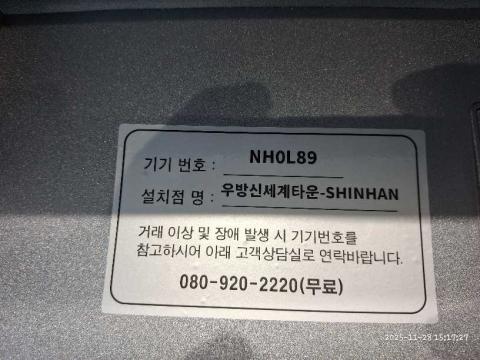 기기 번호 : NH0L89
설치점 명 : 우방신세계타운-SHINHAN
거래 이상 및 장애 발생 시 기기번호를
참고하시어 아래 고객상담실로 연락바랍니다.
080-920-2220(무료)
2025-11-28 15:17:27